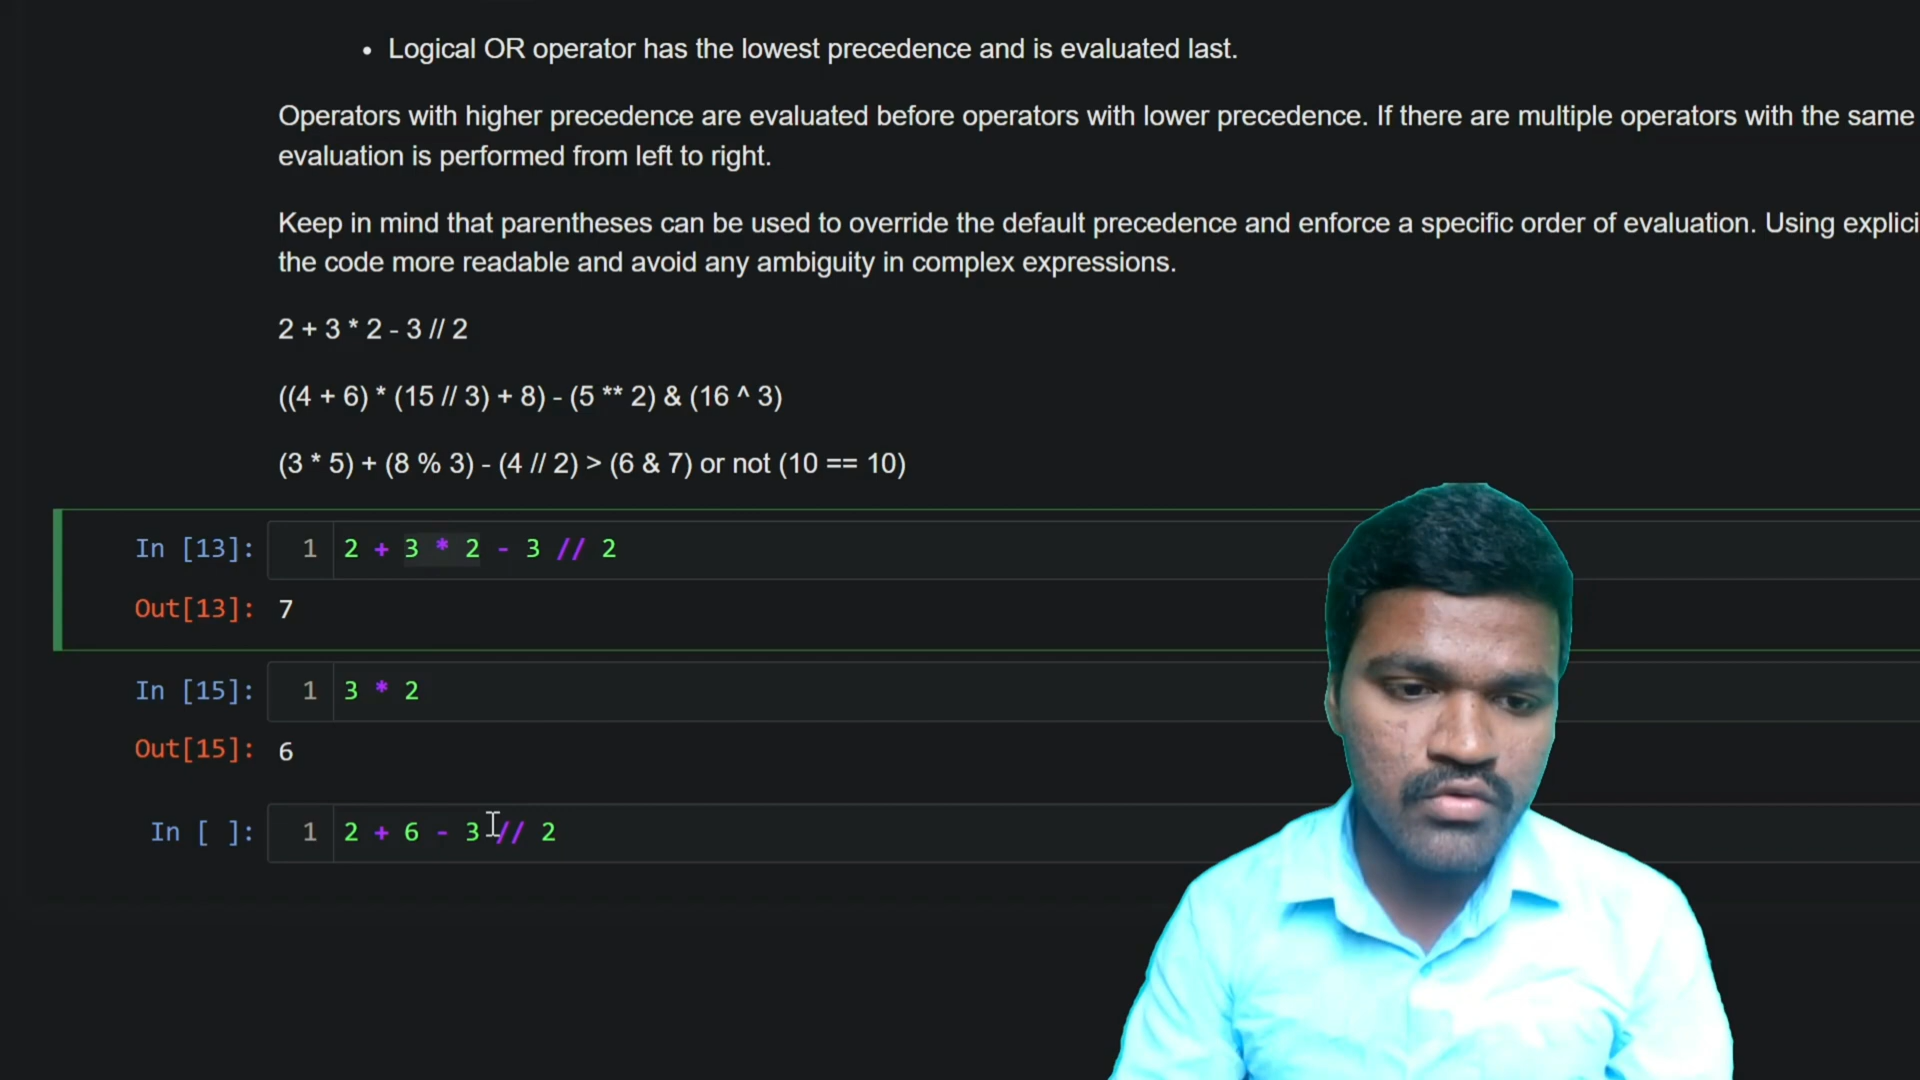 • Logical OR operator has the lowest precedence and is evaluated last.
Operators with higher precedence are evaluated before operators with lower precedence. If there are multiple operators with the same
evaluation is performed from left to right.
Keep in mind that parentheses can be used to override the default precedence and enforce a specific order of evaluation. Using explici
the code more readable and avoid any ambiguity in complex expressions.
2 + 3 * 2 - 3 // 2
((4 + 6) * (15 // 3) + 8) - (5 ** 2) & (16 ^ 3)
(3 * 5) + (8 % 3) - (4 // 2) > (6 & 7) or not (10 == 10)
In [13]: 1 2 + 3 * 2 - 3 // 2
Out[13]: 7
In [15]: 1 3 * 2
Out[15]: 6
In [ ]: 1 2 + 6 - 3 // 2